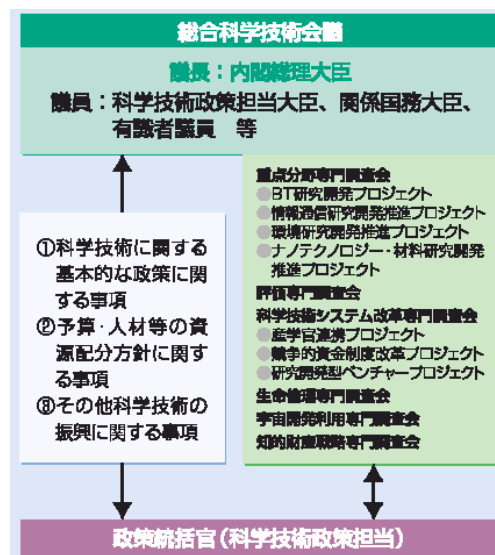 総合科学技術会議
議長：内閣総理大臣
議員：科学技術政策担当大臣、関係国務大臣、
有識者議員　等
①科学技術に関する
基本的な政策に関
する事項
②予算・人材等の資
源配分方針に関す
る事項
③その他科学技術の
振興に関する事項
重点分野専門調査会
●BT研究開発プロジェクト
●情報通信研究開発推進プロジェクト
●環境研究開発推進プロジェクト
●ナノテクノロジー・材料研究開発
推進プロジェクト
評価専門調査会
科学技術システム改革専門調査会
●産学官連携プロジェクト
●競争的資金制度改革プロジェクト
●研究開発型ベンチャープロジェクト
生命倫理専門調査会
宇宙開発利用専門調査会
知的財産戦略専門調査会
政策統括官（科学技術政策担当）